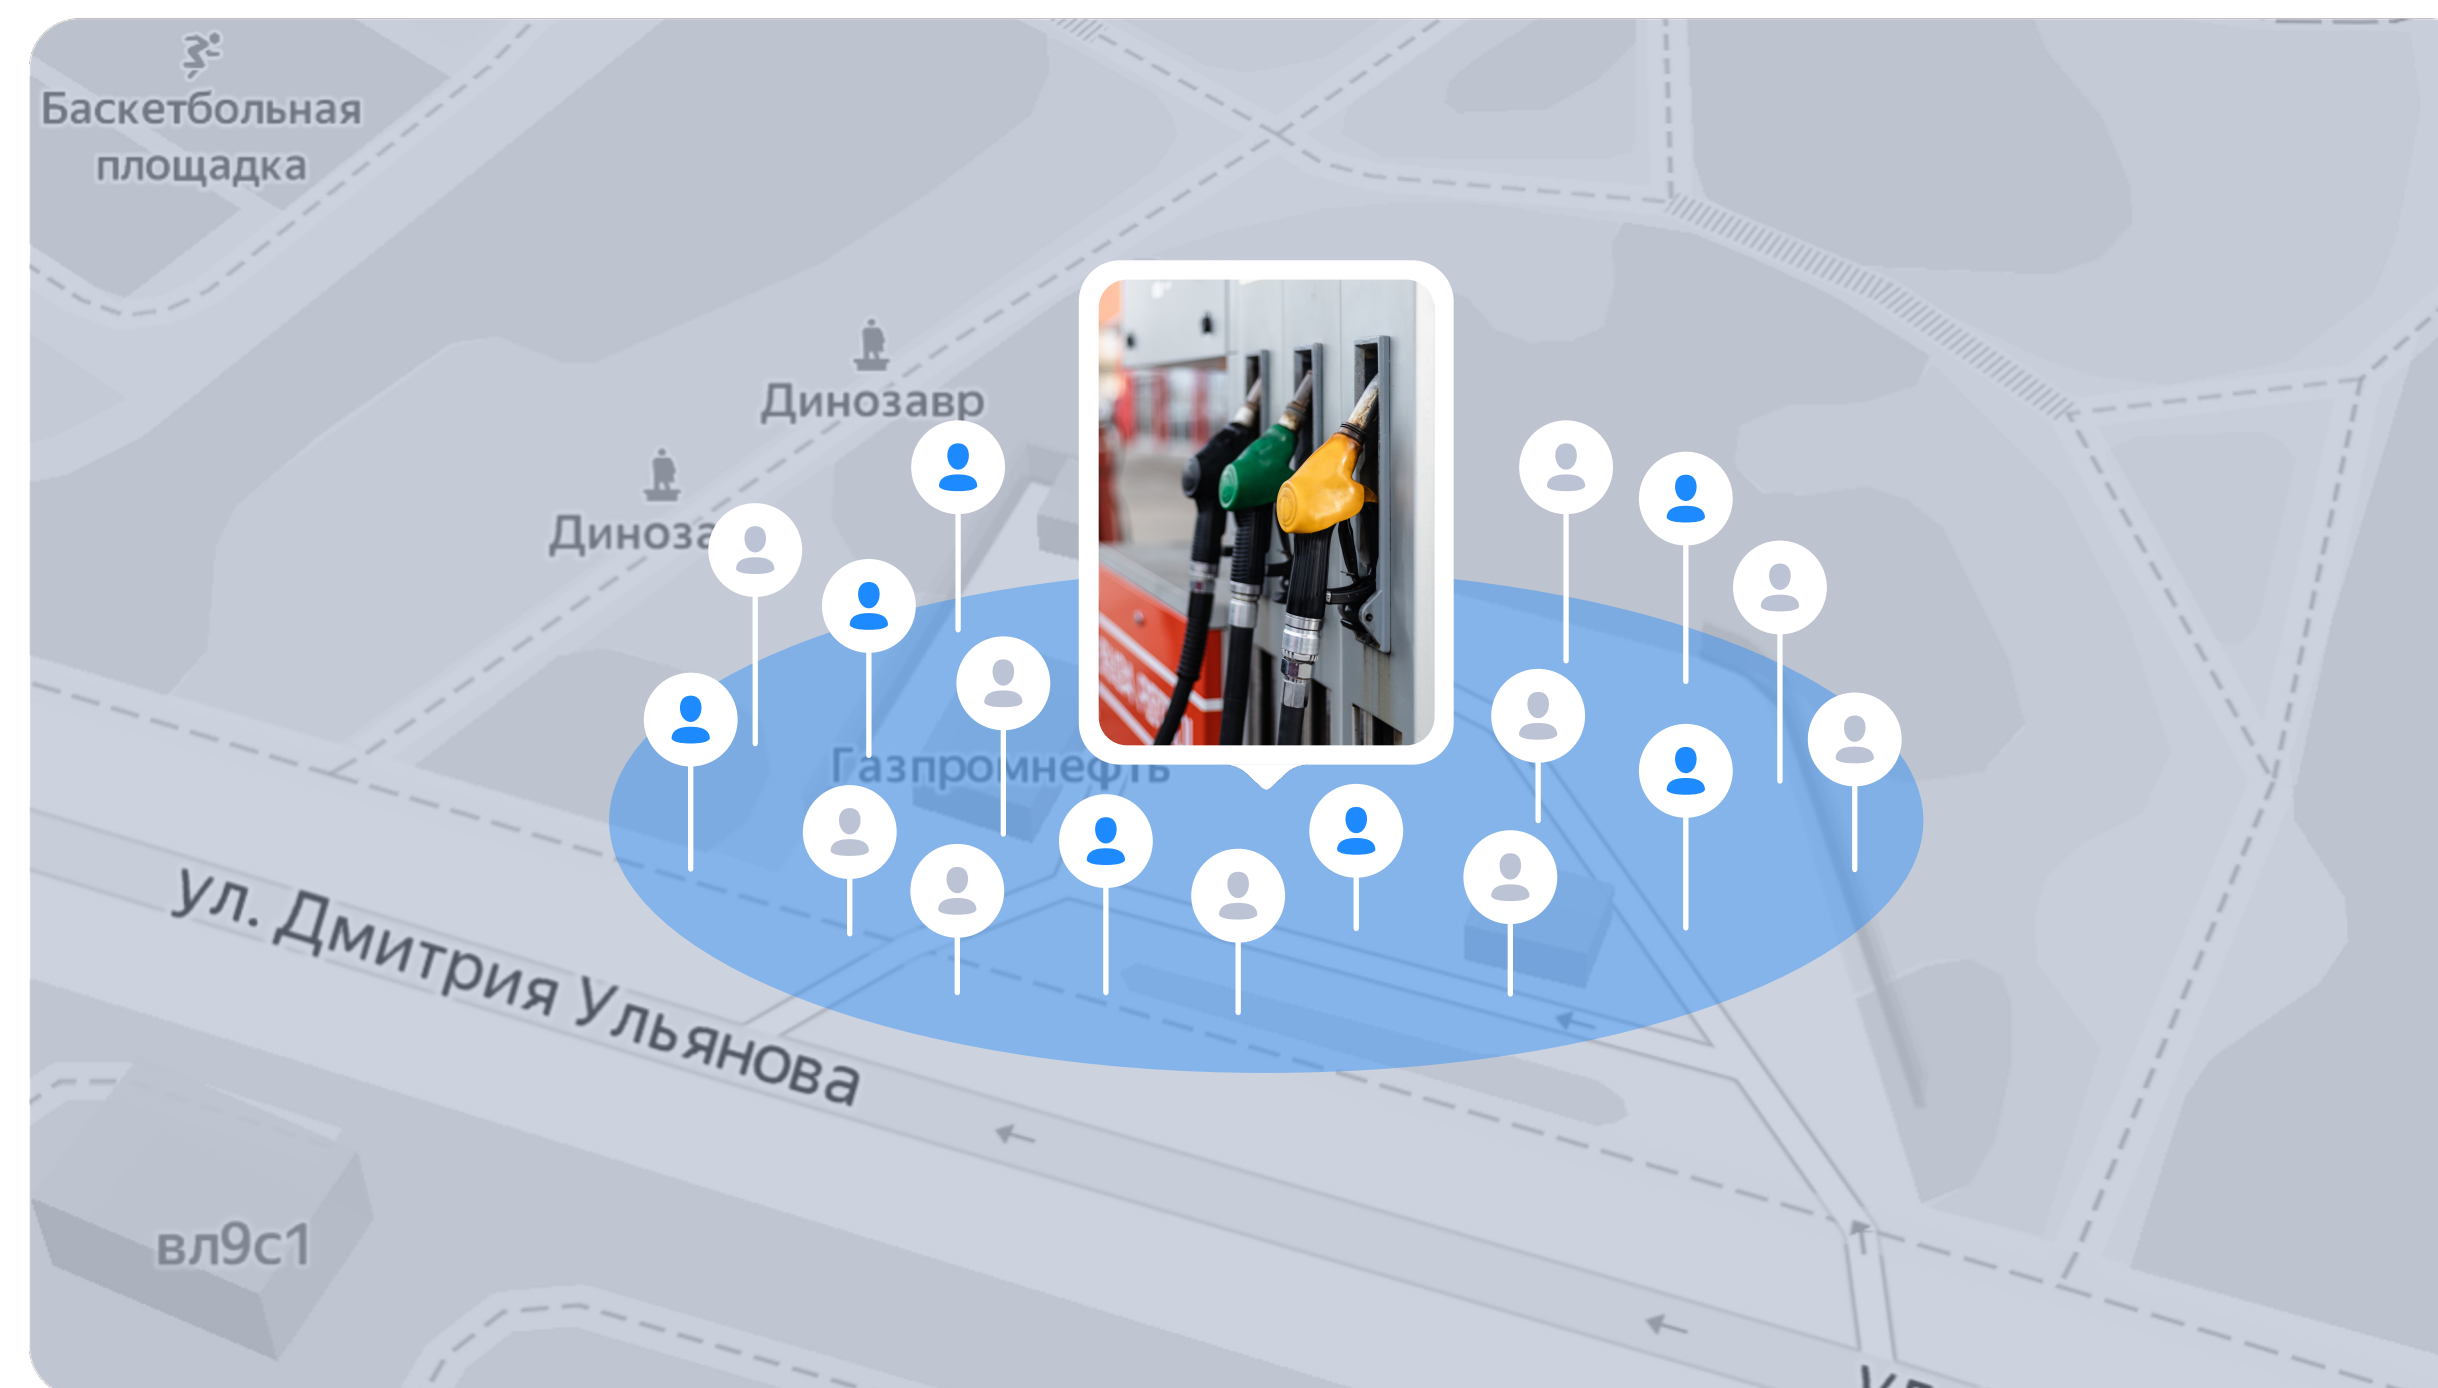 Баскетбольная
площадка
Динозавр
Газпромнефть
ул. Дмитрия Ульянова
вл9с1